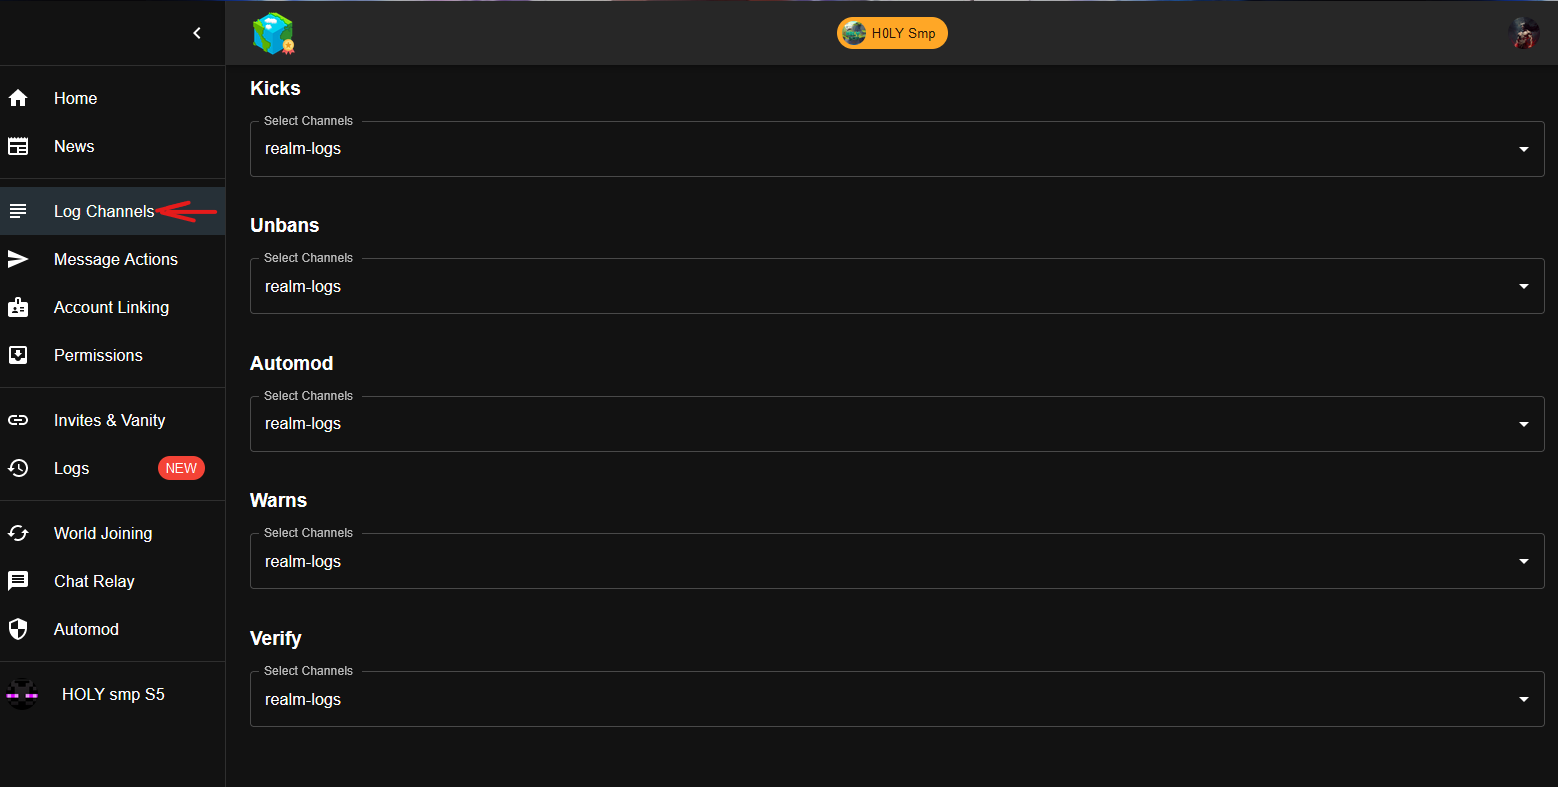 H0LY Smp
Home
News
Log Channels
Message Actions
Account Linking
Permissions
Invites & Vanity
Logs NEW
World Joining
Chat Relay
Automod
HOLY smp S5
Kicks
Select Channels
realm-logs
Unbans
Select Channels
realm-logs
Automod
Select Channels
realm-logs
Warns
Select Channels
realm-logs
Verify
Select Channels
realm-logs